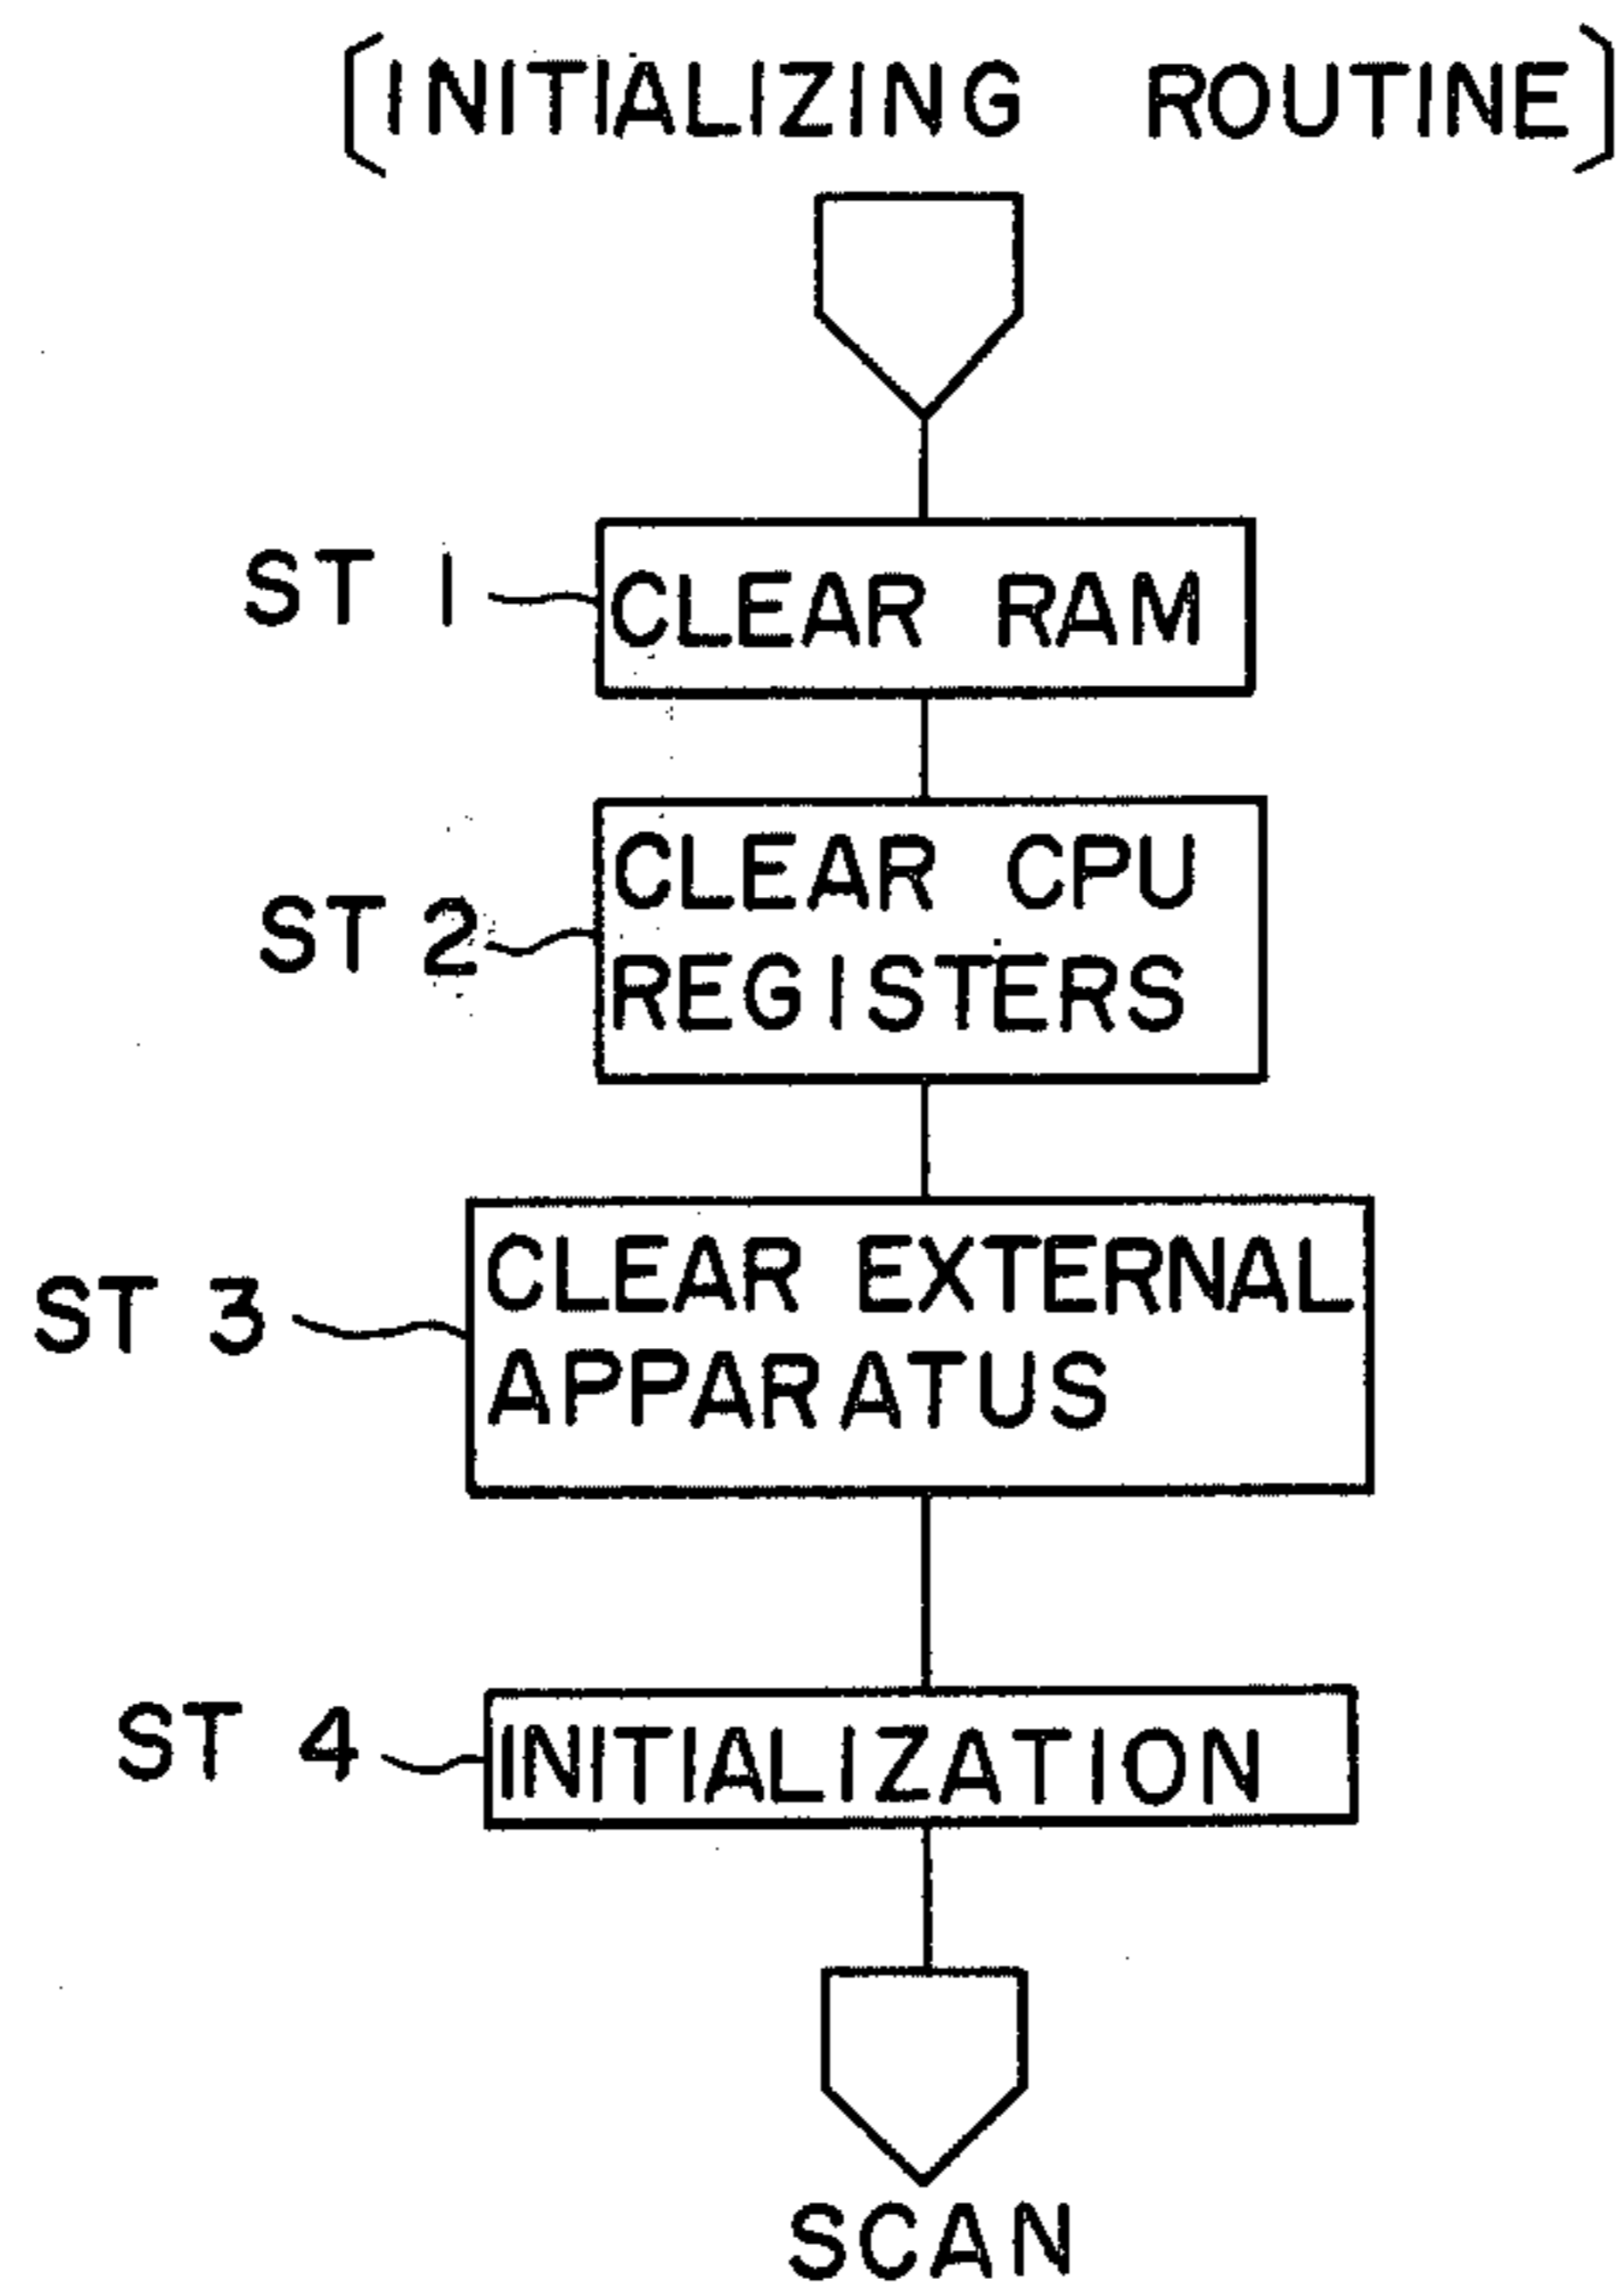 [INITIALIZING ROUTINE]
ST 1
CLEAR RAM
ST 2
CLEAR CPU
REGISTERS
ST 3
CLEAR EXTERNAL
APPARATUS
ST 4
INITIALIZATION
SCAN